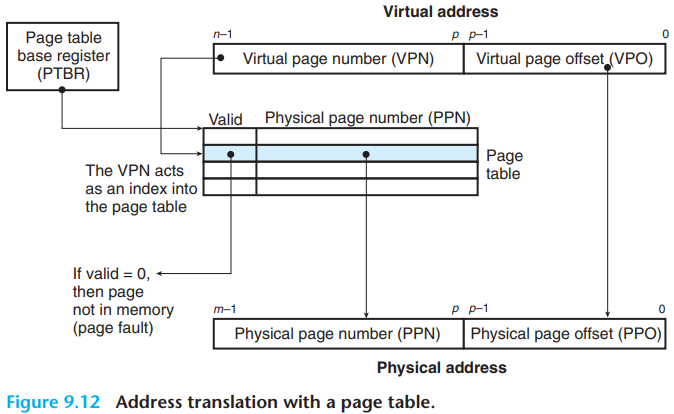 Virtual address
Page table
base register
(PTBR)
n–1
p p–1
0
Virtual page number (VPN)
Virtual page offset (VPO)
Valid
Physical page number (PPN)
The VPN acts
as an index into
the page table
Page
table
If valid = 0,
then page
not in memory
(page fault)
m–1
p p–1
0
Physical page number (PPN)
Physical page offset (PPO)
Physical address
Figure 9.12 Address translation with a page table.